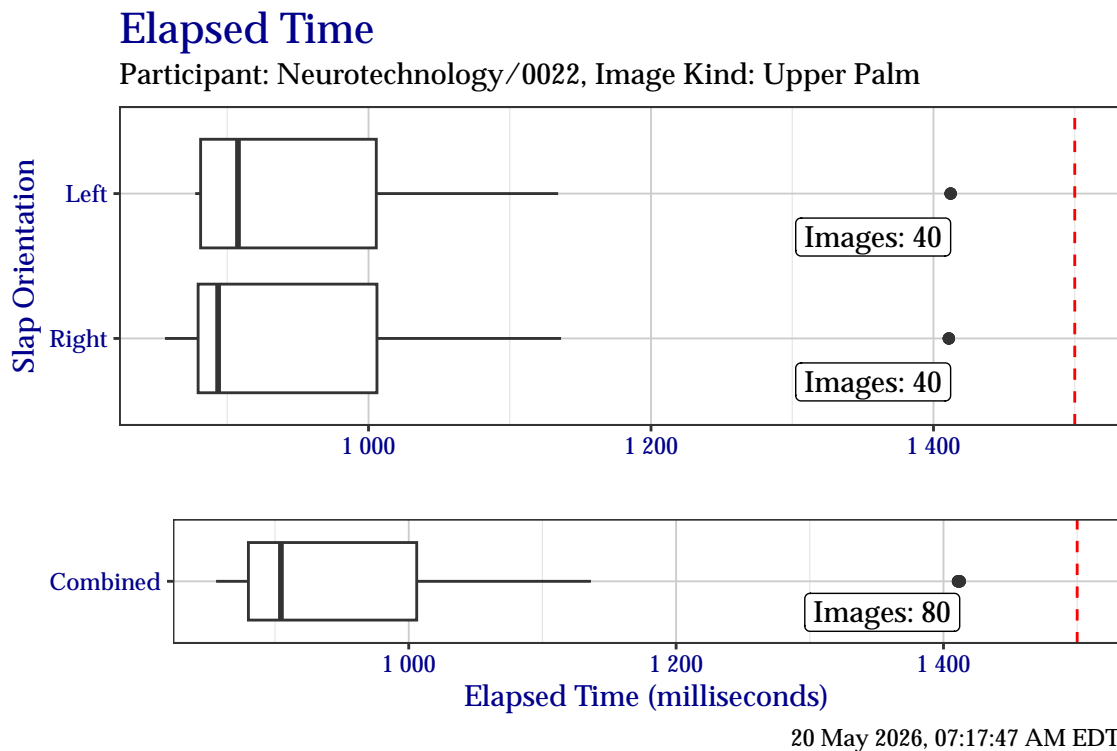 Elapsed Time
Participant: Neurotechnology/0022, Image Kind: Upper Palm
Slap Orientation
Left
Images: 40
Right
Images: 40
1 000
1 200
1 400
Combined
Images: 80
1 000
1 200
1 400
Elapsed Time (milliseconds)
20 May 2026, 07:17:47 AM EDT